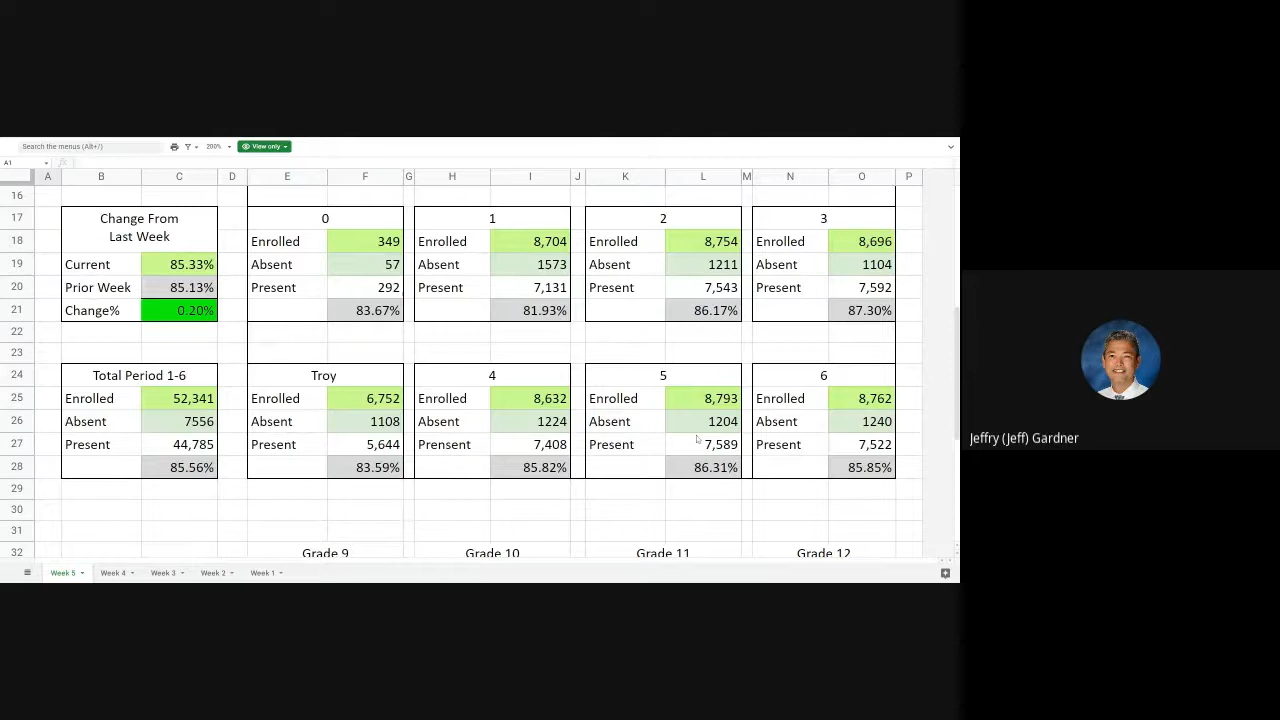 Search the menus (Alt+/) 200% View only
A1 fx
A B C D E F G H I J K L M N O P
16
17 Change From Last Week 0 1 2 3
18 Enrolled 349 Enrolled 8,704 Enrolled 8,754 Enrolled 8,696
19 Current 85.33% Absent 57 Absent 1573 Absent 1211 Absent 1104
20 Prior Week 85.13% Present 292 Present 7,131 Present 7,543 Present 7,592
21 Change% 0.20% 83.67% 81.93% 86.17% 87.30%
22
23
24 Total Period 1-6 Troy 4 5 6
25 Enrolled 52,341 Enrolled 6,752 Enrolled 8,632 Enrolled 8,793 Enrolled 8,762
26 Absent 7556 Absent 1108 Absent 1224 Absent 1204 Absent 1240
27 Present 44,785 Present 5,644 Prensent 7,408 Present 7,589 Present 7,522
28 85.56% 83.59% 85.82% 86.31% 85.85%
29
30
31
32 Grade 9 Grade 10 Grade 11 Grade 12
Week 5 Week 4 Week 3 Week 2 Week 1
Jeffry (Jeff) Gardner